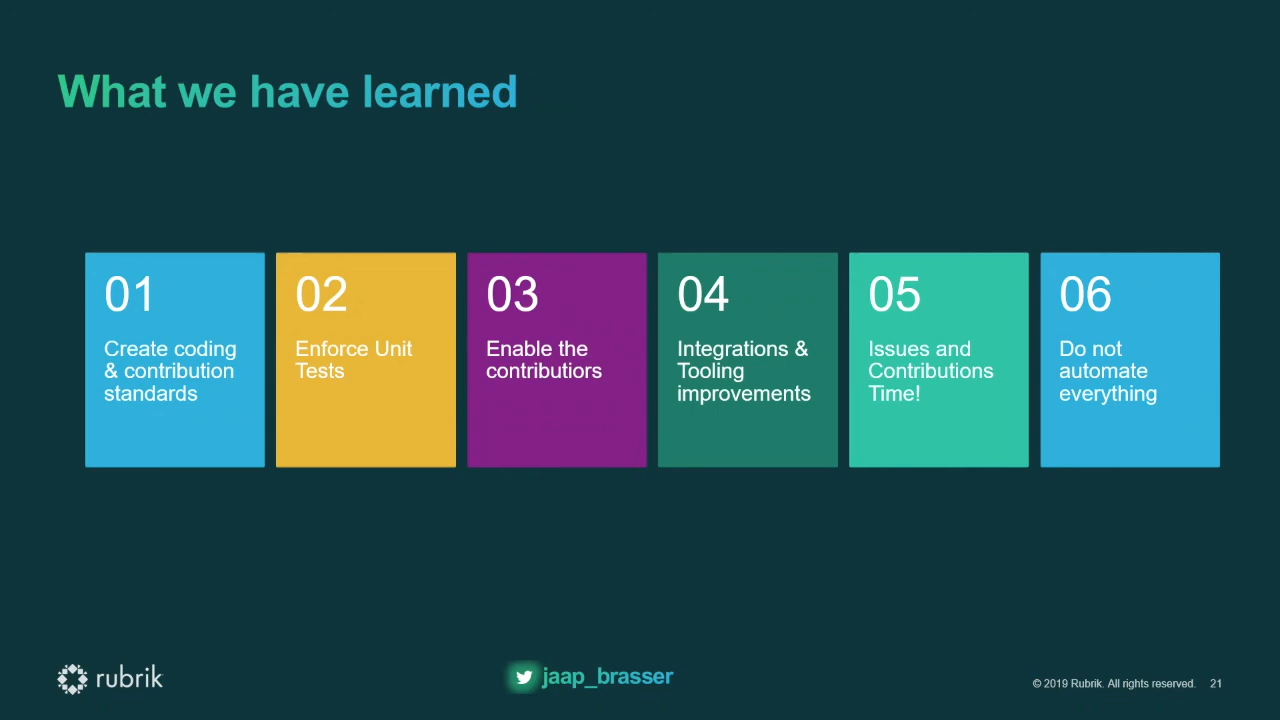 What we have learned
01
Create coding
& contribution
standards
02
Enforce Unit
Tests
03
Enable the
contributiors
04
Integrations &
Tooling
improvements
05
Issues and
Contributions
Time!
06
Do not
automate
everything
rubrik
jaap_brasser
© 2019 Rubrik. All rights reserved. 21